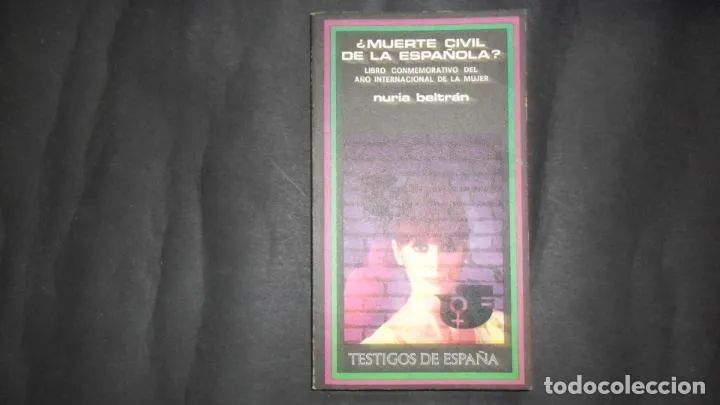 ¿MUERTE CIVIL
DE LA ESPAÑOLA?
LIBRO CONMEMORATIVO DEL
AÑO INTERNACIONAL DE LA MUJER
nuria beltrán
TESTIGOS DE ESPAÑA
todocoleccion